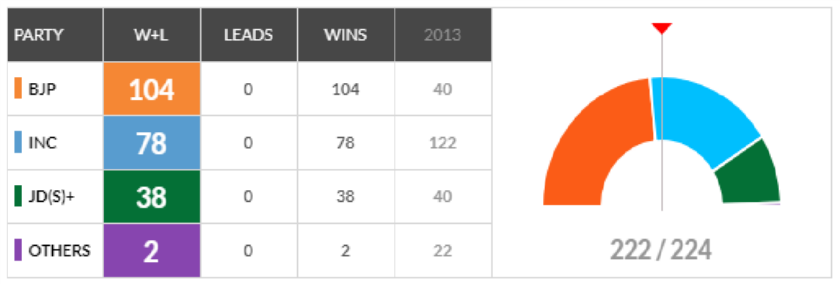 PARTY W+L LEADS WINS 2013
BJP 104 0 104 40
INC 78 0 78 122
JD(S)+ 38 0 38 40
OTHERS 2 0 2 22
222 / 224